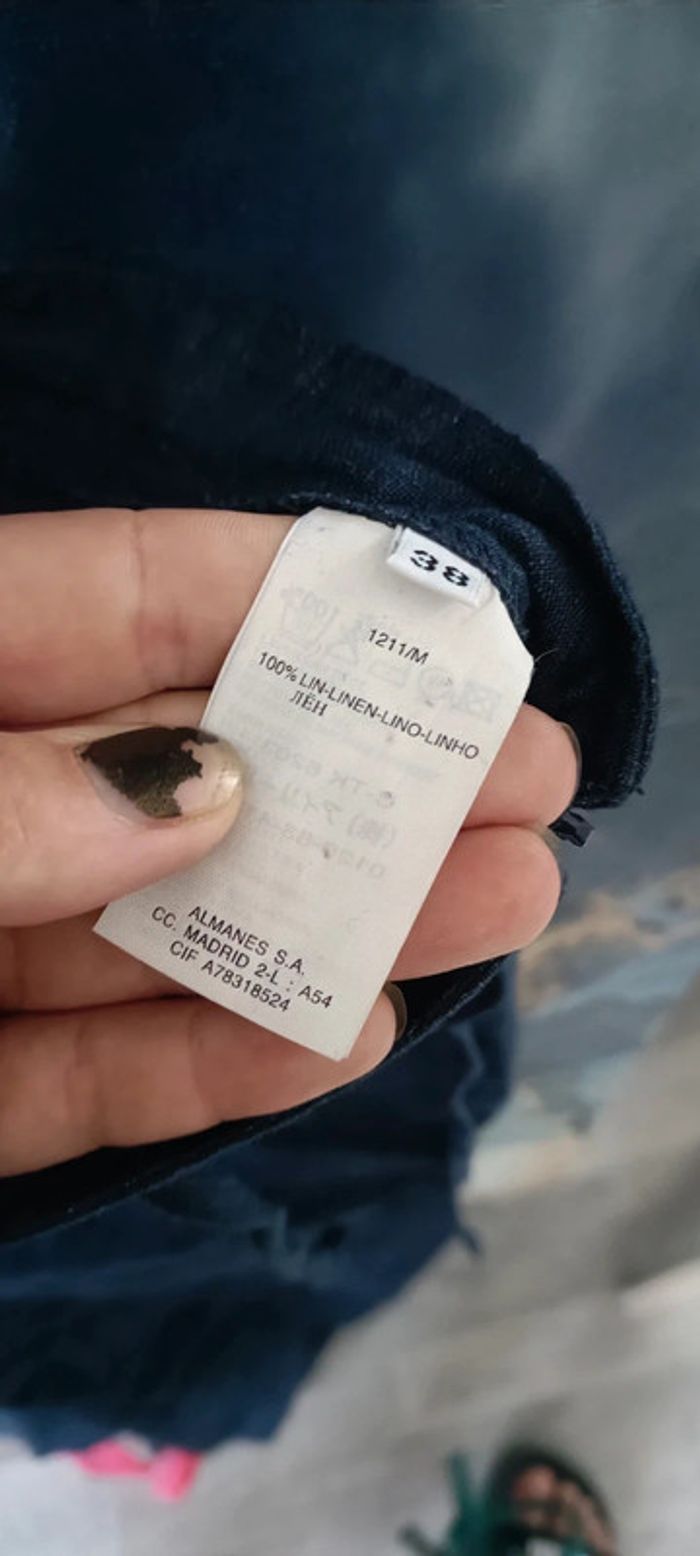 38
1211/M
100% LIN-LINEN-LINO-LINHO
ЛЁН
ALMANES S.A.
CC. MADRID 2-L : A54
CIF A78318524